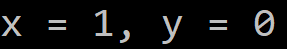 x = 1, y = 0